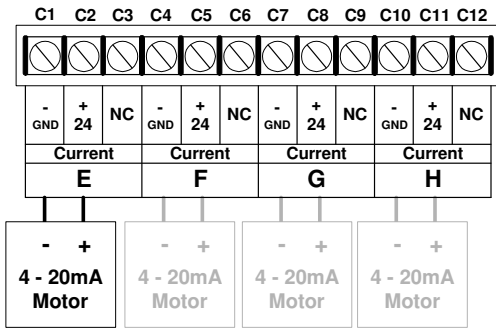 C1 C2 C3 C4 C5 C6 C7 C8 C9 C10 C11 C12
- + NC - + NC - + NC - + NC
GND 24 GND 24 GND 24 GND 24
Current Current Current Current
E F G H
- + - + - + - +
4 - 20mA 4 - 20mA 4 - 20mA 4 - 20mA
Motor Motor Motor Motor